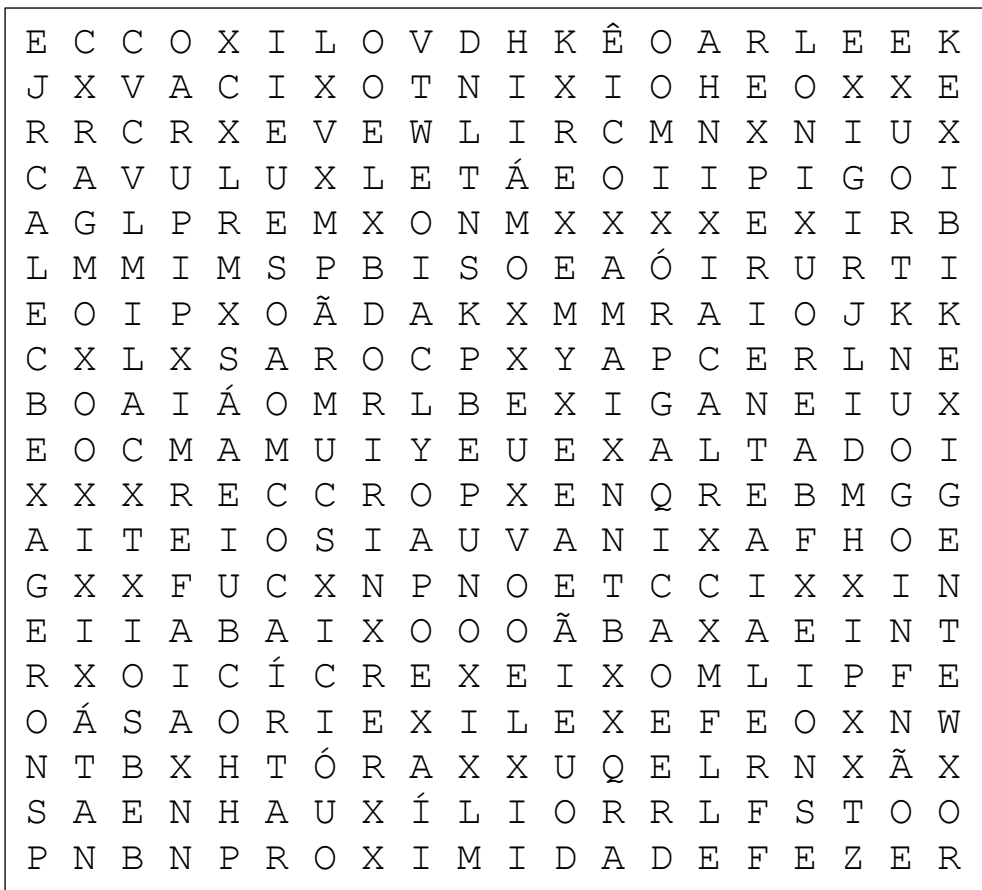 E C C O X I L O V D H K Ê O A R L E E K
J X V A C I X O T N I X I O H E O X X E
R R C R X E V E W L I R C M N X N I U X
C A V U L U X L E T Á E O I I P I G O I
A G L P R E M X O N M X X X X E X I R B
L M M I M S P B I S O E A Ó I R U R T I
E O I P X O Ã D A K X M M R A I O J K K
C X L X S A R O C P X Y A P C E R L N E
B O A I Á O M R L B E X I G A N E I U X
E O C M A M U I Y E U E X A L T A D O I
X X X R E C C R O P X E N Q R E B M G G
A I T E I O S I A U V A N I X A F H O E
G X X F U C X N P N O E T C C I X X I N
E I I A B A I X O O O Ã B A X A E I N T
R X O I C Í C R E X E I X O M L I P F E
O Á S A O R I E X I L E X E F E O X N W
N T B X H T Ó R A X X U Q E L R N X Ã X
S A E N H A U X Í L I O R R L F S T O O
P N B N P R O X I M I D A D E F E Z E R